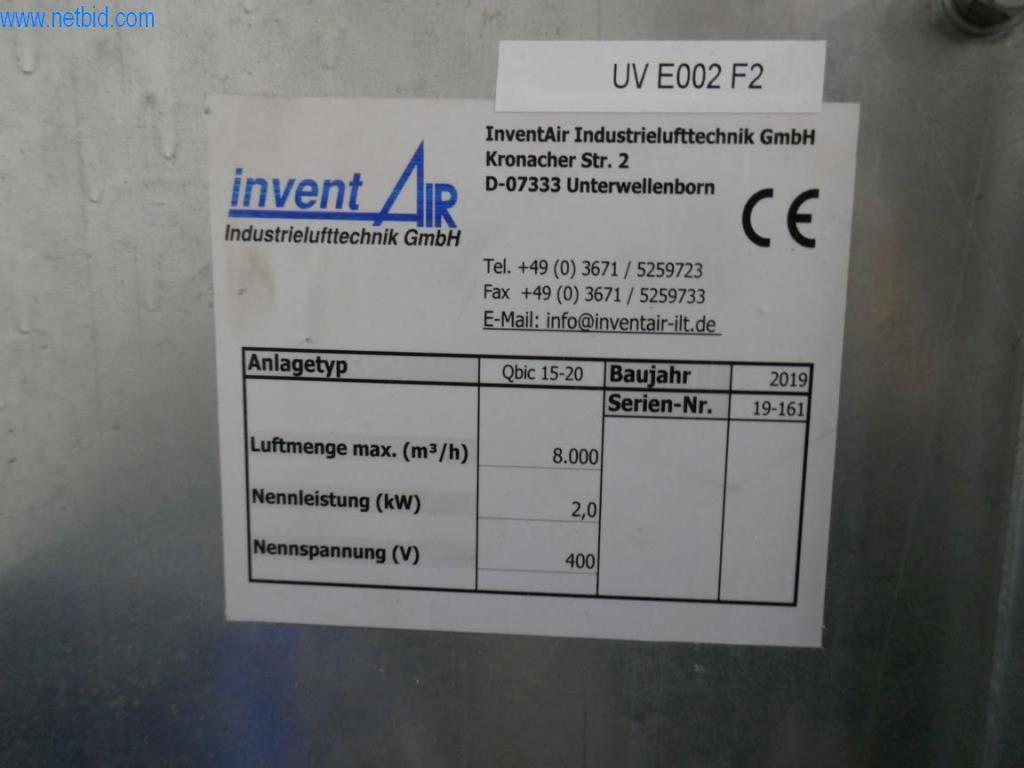 www.netbid.com
UV E002 F2
invent AIR
Industrielufttechnik GmbH
InventAir Industrielufttechnik GmbH
Kronacher Str. 2
D-07333 Unterwellenborn
CE
Tel. +49 (0) 3671 / 5259723
Fax +49 (0) 3671 / 5259733
E-Mail: info@inventair-ilt.de
Anlagetyp Qbic 15-20 Baujahr 2019
Serien-Nr. 19-161
Luftmenge max. (m³/h) 8.000
Nennleistung (kW) 2,0
Nennspannung (V) 400